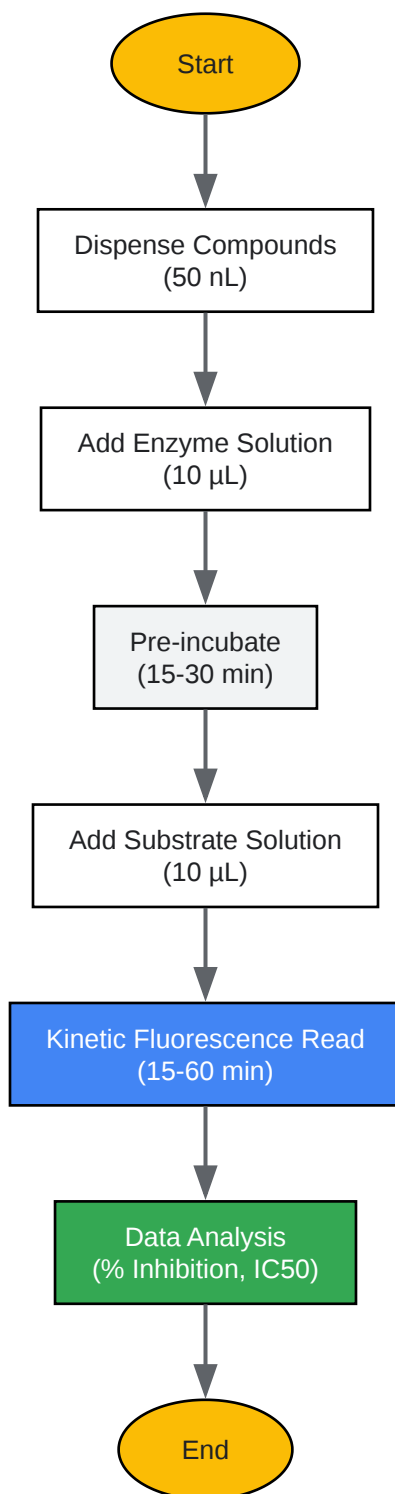 Start
Dispense Compounds
(50 nL)
Add Enzyme Solution
(10 µL)
Pre-incubate
(15-30 min)
Add Substrate Solution
(10 µL)
Kinetic Fluorescence Read
(15-60 min)
Data Analysis
(% Inhibition, IC50)
End